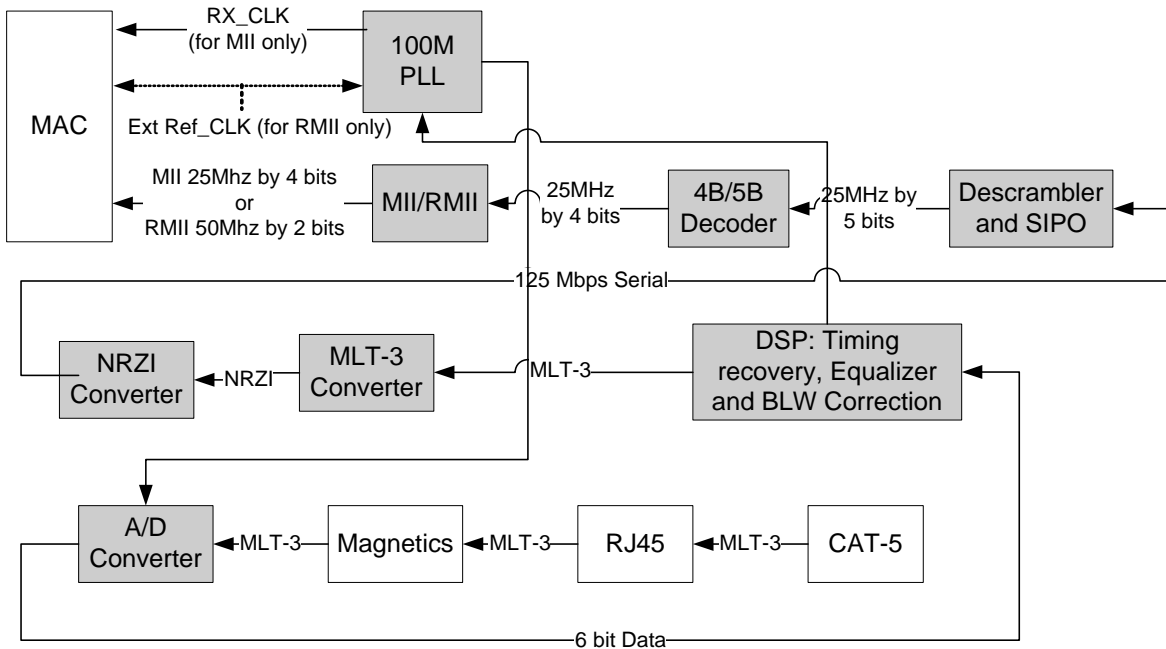 RX_CLK
(for MII only)
100M
PLL
MAC
Ext Ref_CLK (for RMII only)
MII 25Mhz by 4 bits
or
RMII 50Mhz by 2 bits
MII/RMII
25MHz
by 4 bits
4B/5B
Decoder
25MHz by
5 bits
Descrambler
and SIPO
125 Mbps Serial
NRZI
Converter
NRZI
MLT-3
Converter
MLT-3
DSP: Timing
recovery, Equalizer
and BLW Correction
A/D
Converter
MLT-3
Magnetics
MLT-3
RJ45
MLT-3
CAT-5
6 bit Data